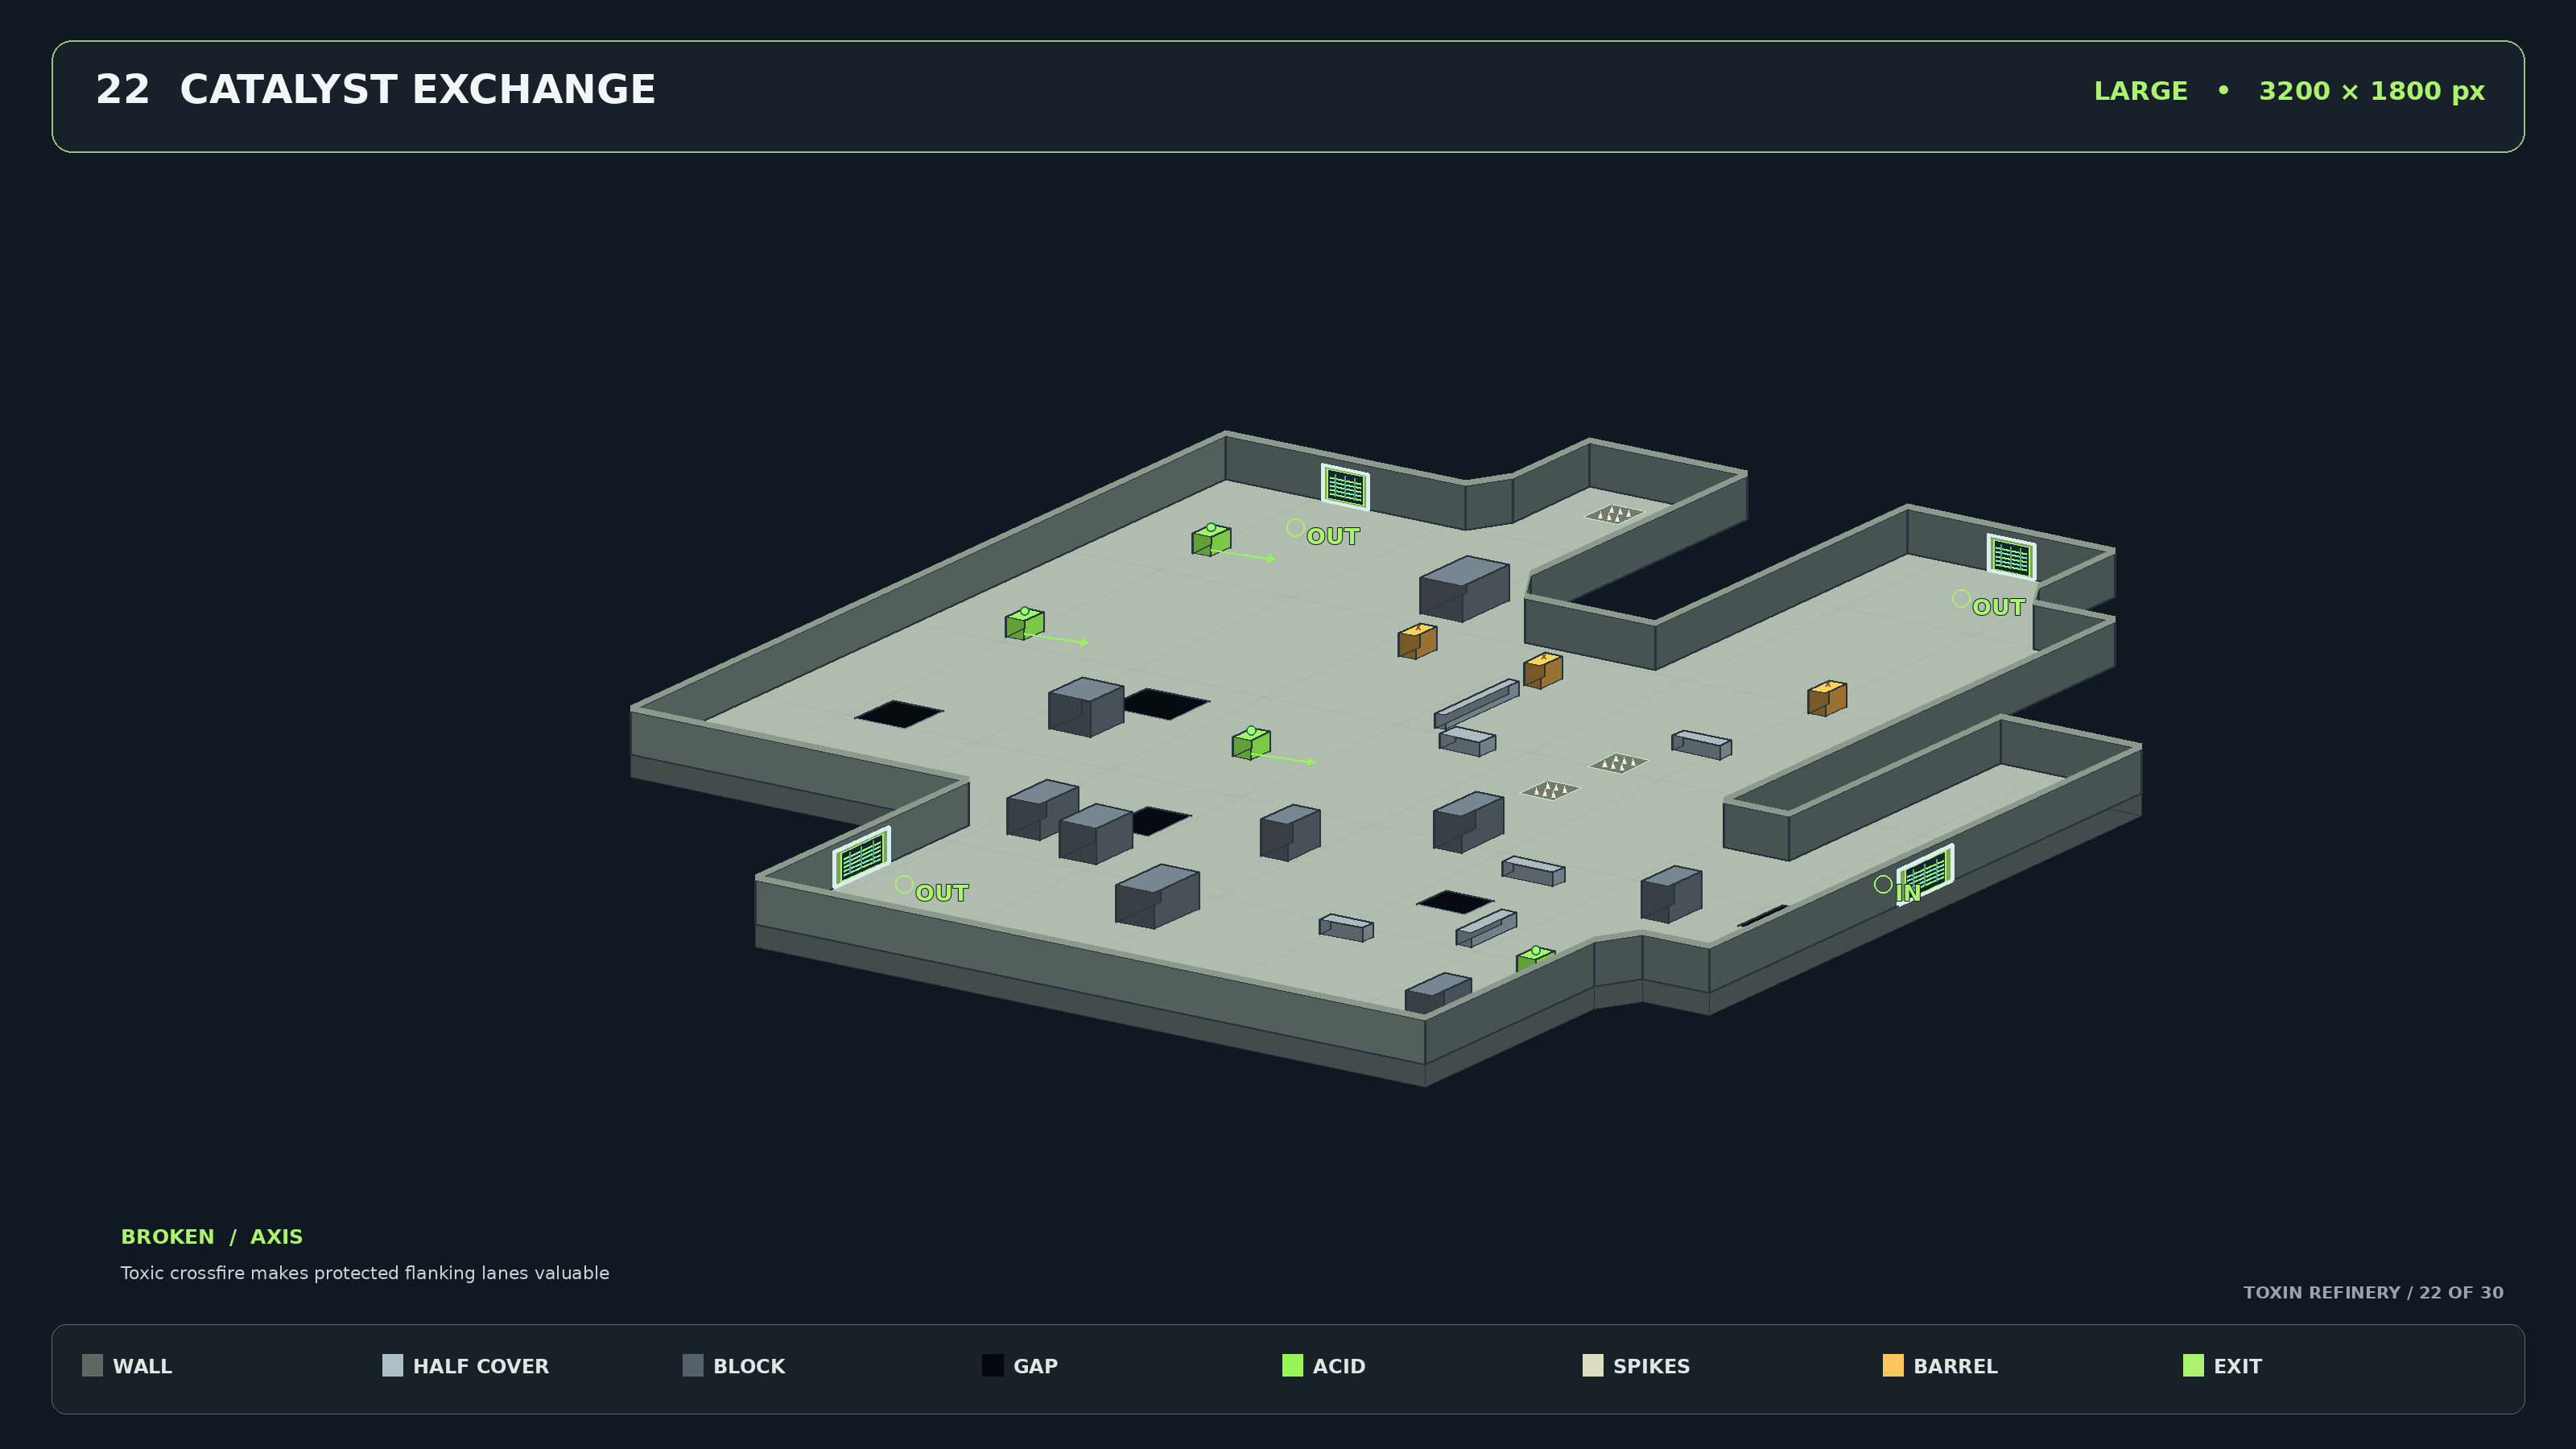 22 CATALYST EXCHANGE
LARGE • 3200 × 1800 px
OUT
OUT
OUT
IN
BROKEN / AXIS
Toxic crossfire makes protected flanking lanes valuable
TOXIN REFINERY / 22 OF 30
WALL
HALF COVER
BLOCK
GAP
ACID
SPIKES
BARREL
EXIT